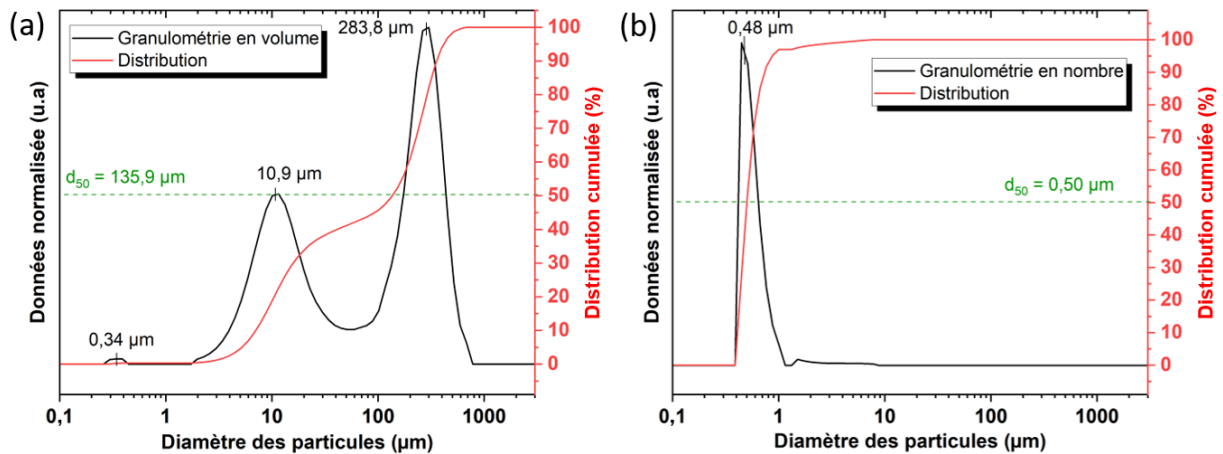 (a)
Granulométrie en volume
Distribution
283,8 µm
d50 = 135,9 µm
10,9 µm
0,34 µm
Données normalisée (u.a)
100
90
80
70
60
50
40
30
20
10
0
Distribution cumulée (%)
0,1 1 10 100 1000
Diamètre des particules (µm)
(b)
0,48 µm
Granulométrie en nombre
Distribution
d50 = 0,50 µm
Données normalisée (u.a)
100
90
80
70
60
50
40
30
20
10
0
Distribution cumulée (%)
0,1 1 10 100 1000
Diamètre des particules (µm)